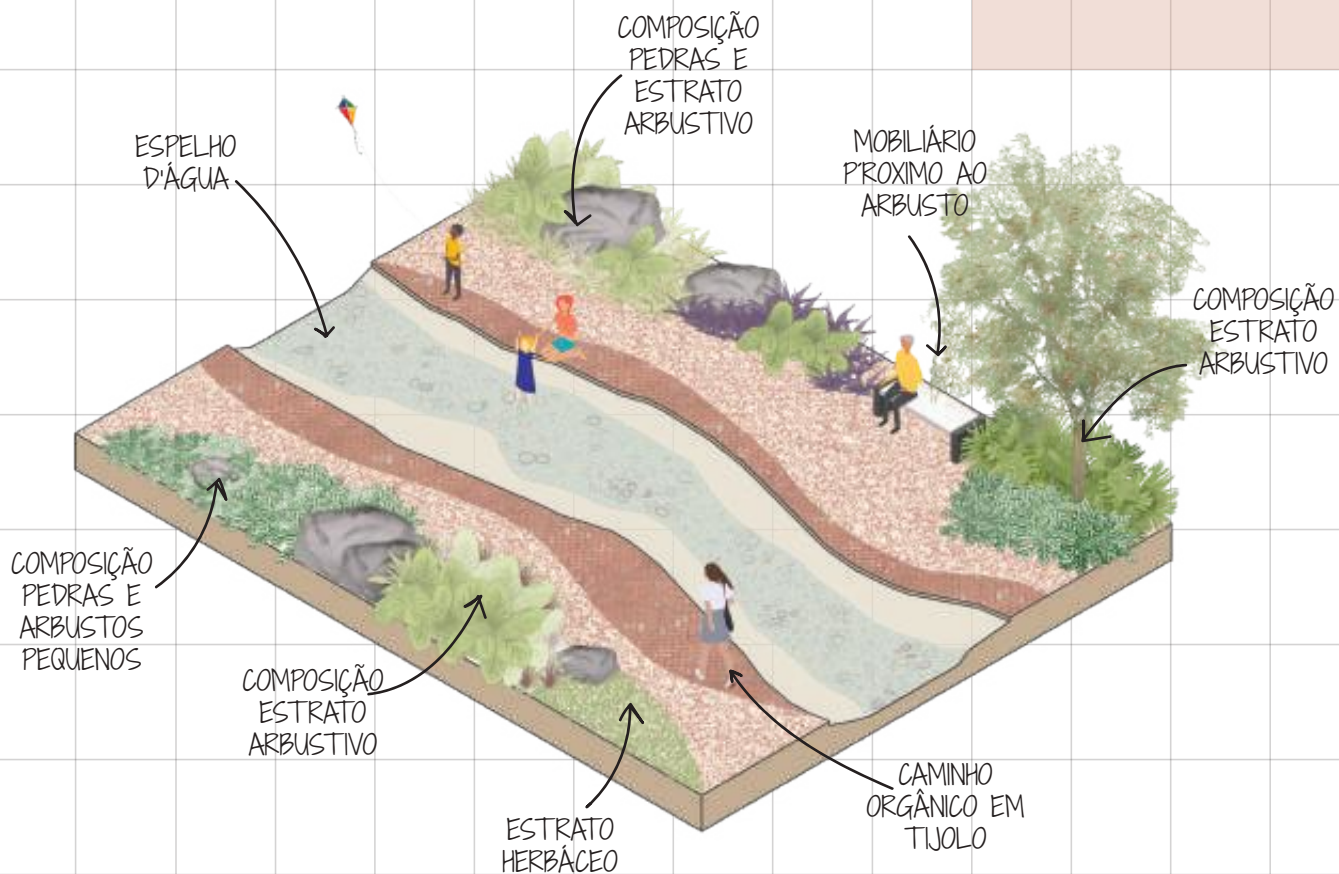 COMPOSIÇÃO
PEDRAS E
ESTRATO
ARBUSTIVO
ESPELHO
D'ÁGUA
MOBILIÁRIO
P'ROXIMO AO
ARBUSTO
COMPOSIÇÃO
ESTRATO
ARBUSTIVO
COMPOSIÇÃO
PEDRAS E
ARBUSTOS
PEQUENOS
COMPOSIÇÃO
ESTRATO
ARBUSTIVO
CAMINHO
ORGÂNICO EM
TIJOLO
ESTRATO
HERBÁCEO